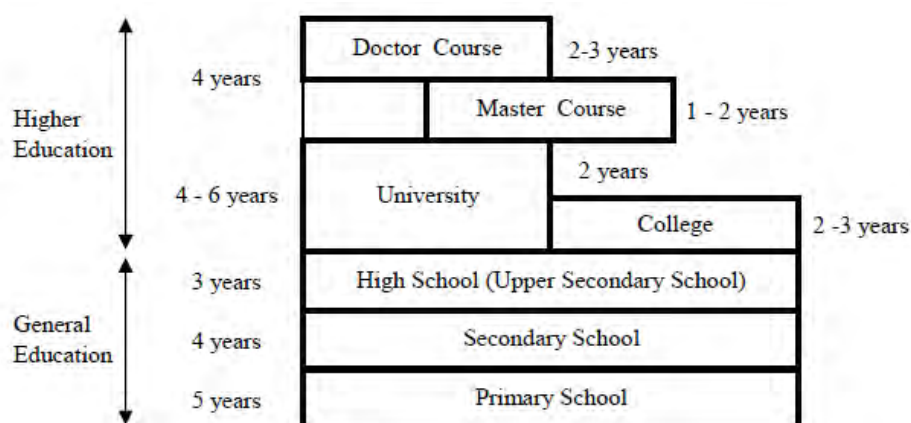 Doctor Course
2-3 years
4 years
Master Course
1 - 2 years
Higher
Education
2 years
4 - 6 years
University
College
2 -3 years
3 years
High School (Upper Secondary School)
General
Education
4 years
Secondary School
5 years
Primary School